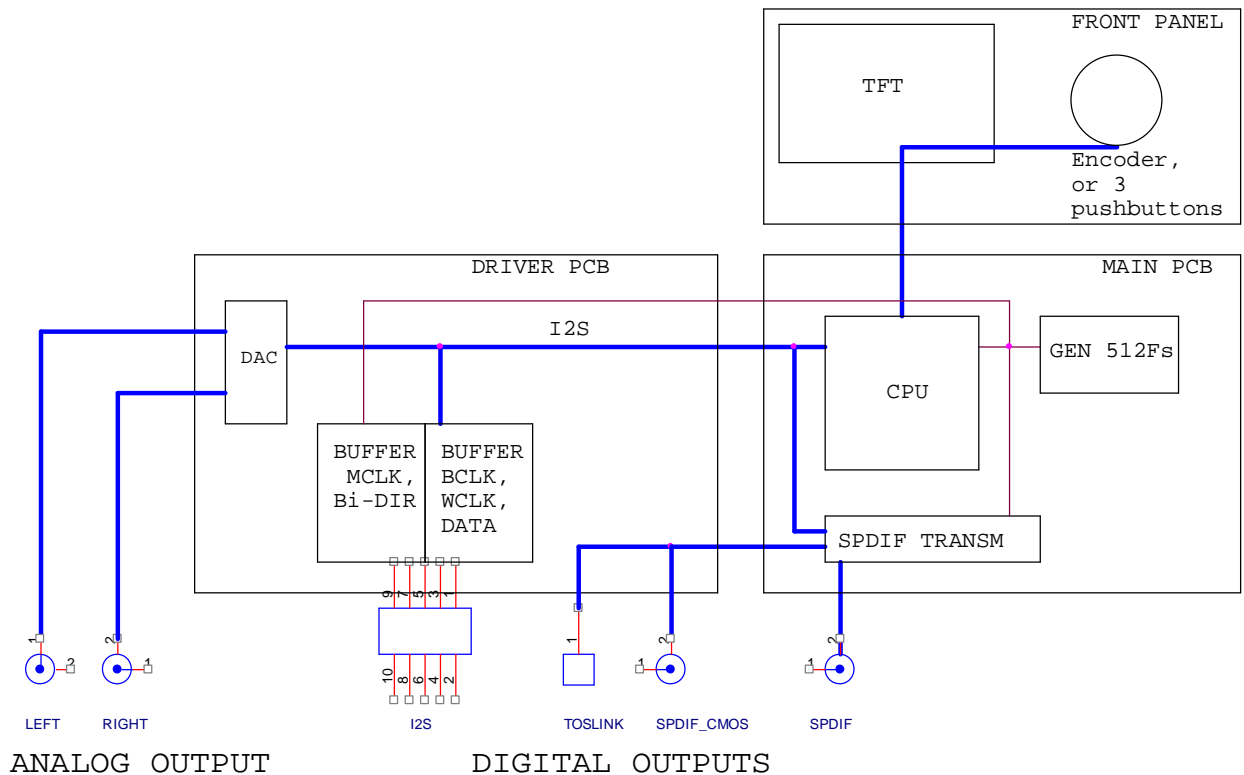 FRONT PANEL
TFT
Encoder,
or 3
pushbuttons
DRIVER PCB
MAIN PCB
I2S
DAC
GEN 512Fs
CPU
BUFFER
MCLK,
Bi-DIR
BUFFER
BCLK,
WCLK,
DATA
SPDIF TRANSM
9 7 5 3 1
1 2
2 1
10 8 6 4 2
1
1 2
1 2
LEFT
RIGHT
I2S
TOSLINK
SPDIF_CMOS
SPDIF
ANALOG OUTPUT
DIGITAL OUTPUTS